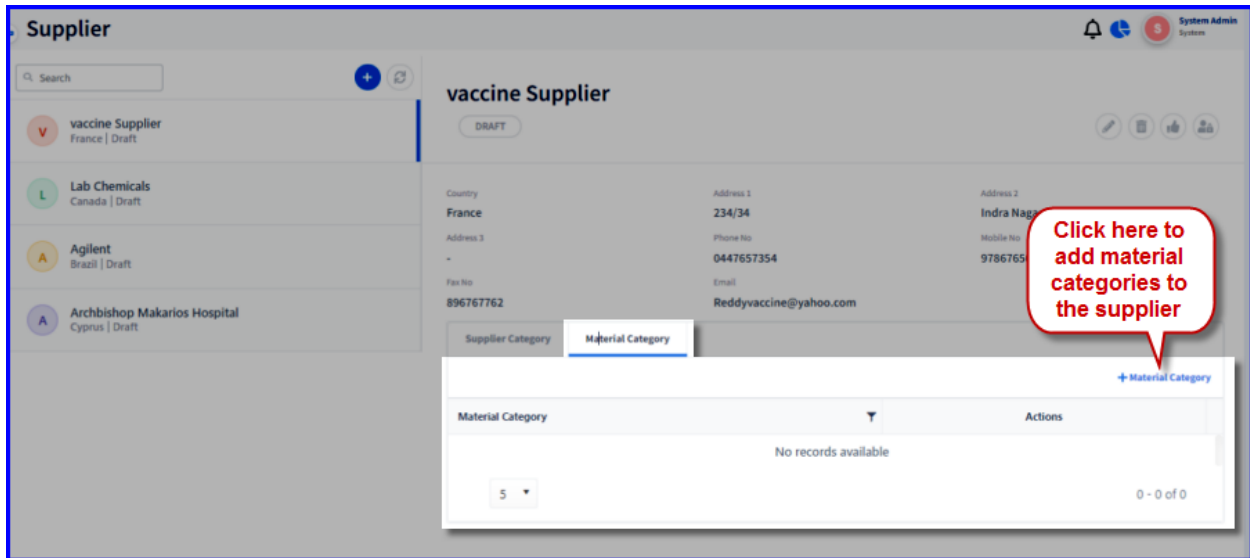 Supplier
S
System Admin
System
Search
vaccine Supplier
V
vaccine Supplier
France | Draft
DRAFT
L
Lab Chemicals
Canada | Draft
Country
Address 1
Address 2
France
234/34
Indra
Address 3
Phone No
Mobile No
-
0447657354
A
Agilent
Brazil | Draft
Fax No
Email
896767762
Reddyvaccine@yahoo.com
A
Archbishop Makarios Hospital
Cyprus | Draft
Click here to
add material
categories to
the supplier
Supplier Category
Material Category
+Material Category
Material Category
Actions
No records available
5
0 - 0 of 0